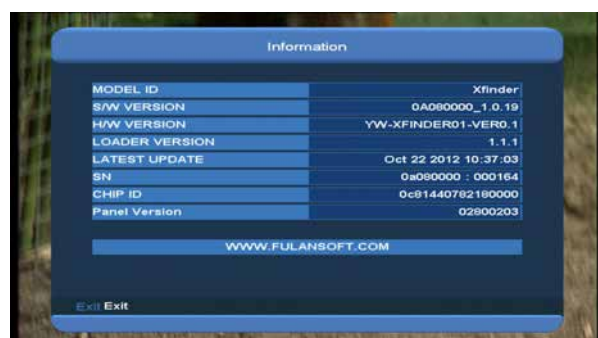 Information
MODEL ID Xfinder
S/W VERSION 0A080000_1.0.19
H/W VERSION YW-XFINDER01-VER0.1
LOADER VERSION 1.1.1
LATEST UPDATE Oct 22 2012 10:37:03
SN 0a080000 : 000164
CHIP ID 0c81440782180000
Panel Version 02800203
WWW.FULANSOFT.COM
Exit Exit